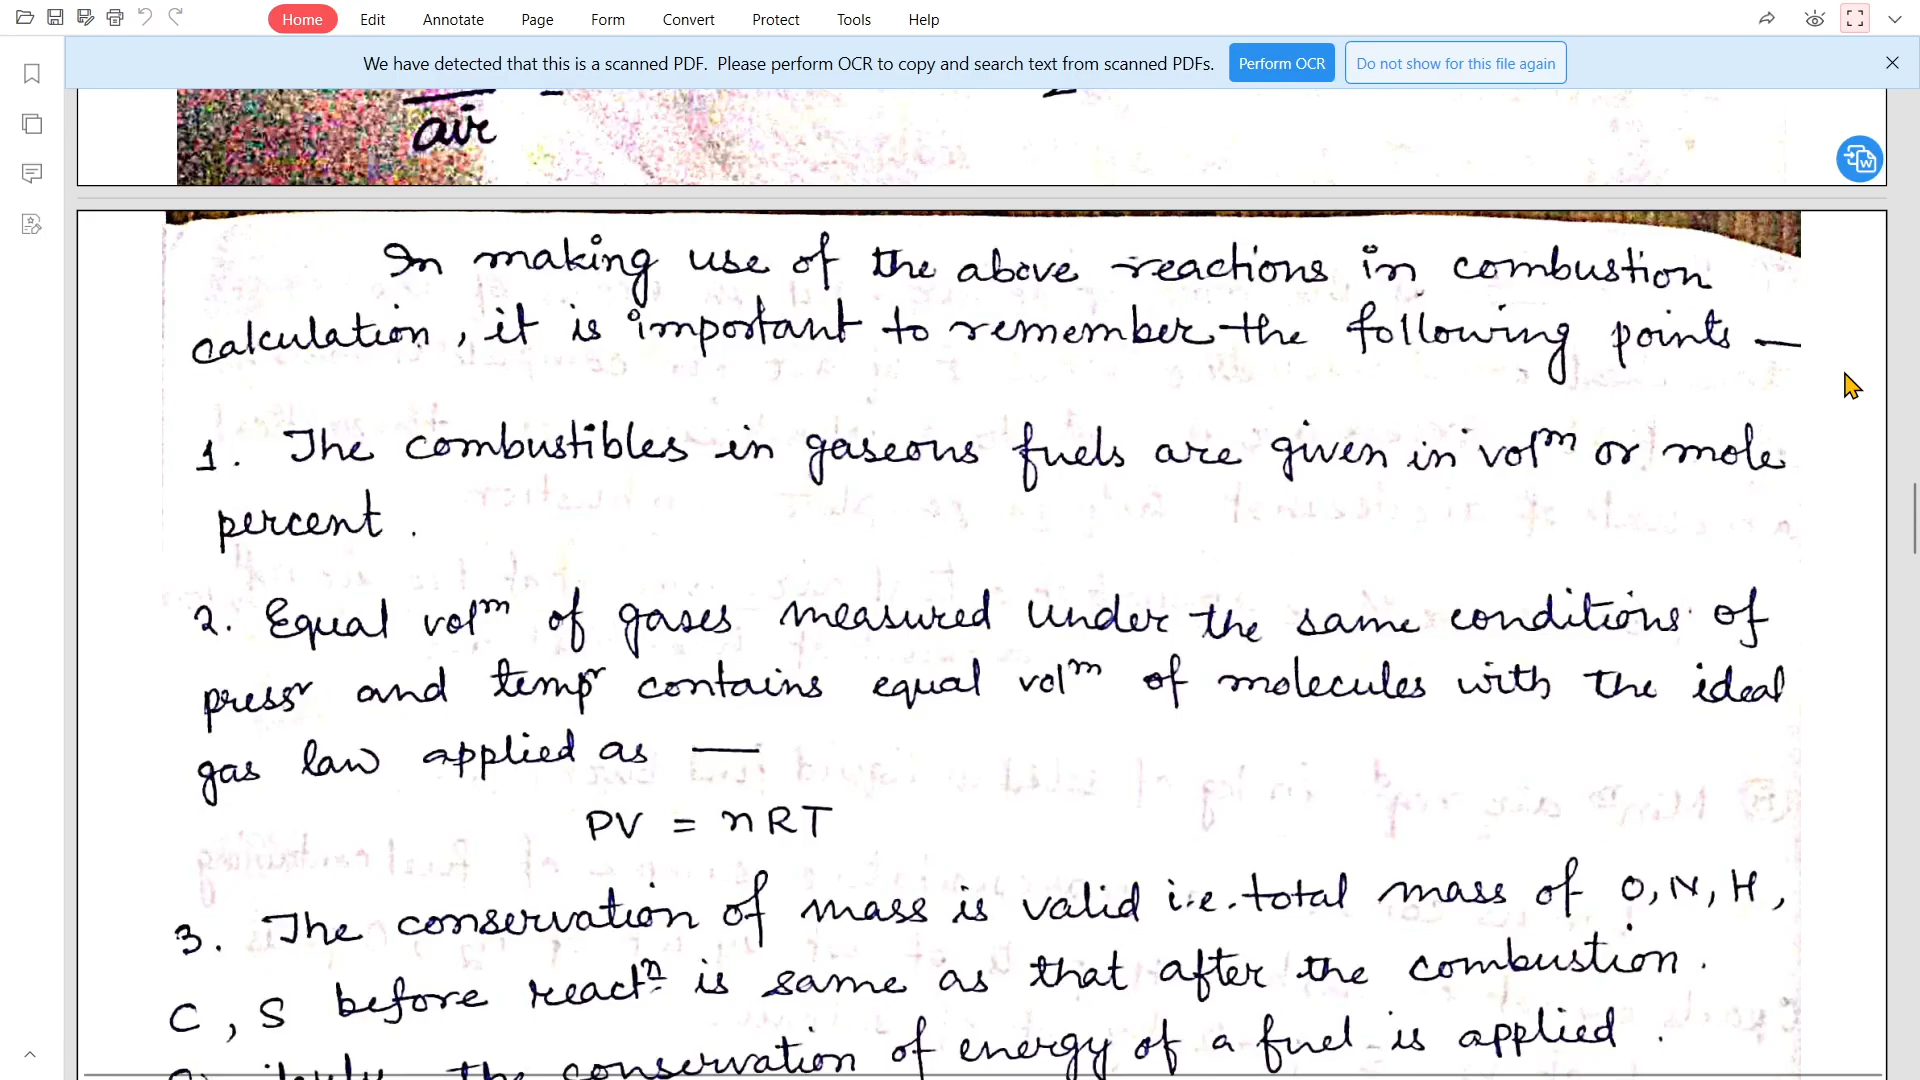 Home Edit Annotate Page Form Convert Protect Tools Help
We have detected that this is a scanned PDF. Please perform OCR to copy and search text from scanned PDFs. Perform OCR Do not show for this file again
air
In making use of the above reactions in combustion
calculation, it is important to remember the following points —
1. The combustibles in gaseous fuels are given in volᵐ or mole
percent.
2. Equal volᵐ of gases measured under the same conditions of
pressʳ and tempʳ contains equal volᵐ of molecules with the ideal
gas law applied as —
PV = nRT
3. The conservation of mass is valid i.e. total mass of O, N, H,
C, S before reactⁿ is same as that after the combustion.
the conservation of energy of a fuel is applied.